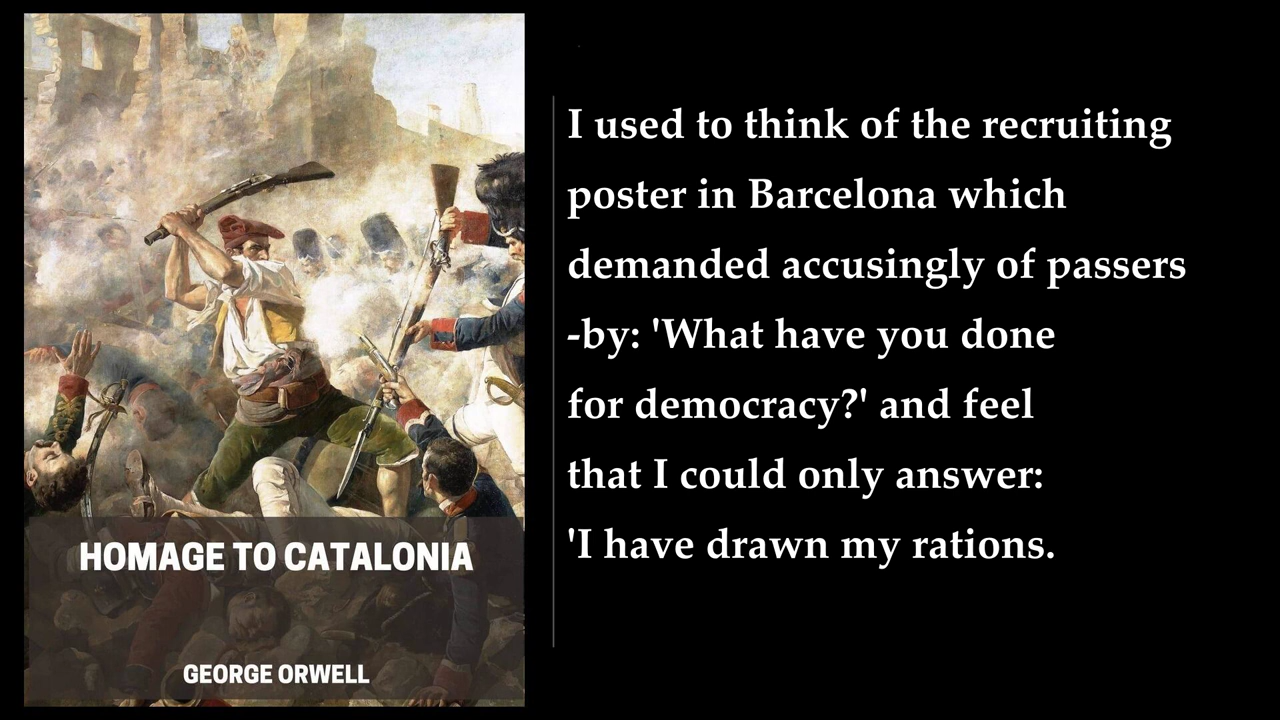 HOMAGE TO CATALONIA
GEORGE ORWELL
I used to think of the recruiting
poster in Barcelona which
demanded accusingly of passers
-by: 'What have you done
for democracy?' and feel
that I could only answer:
'I have drawn my rations.